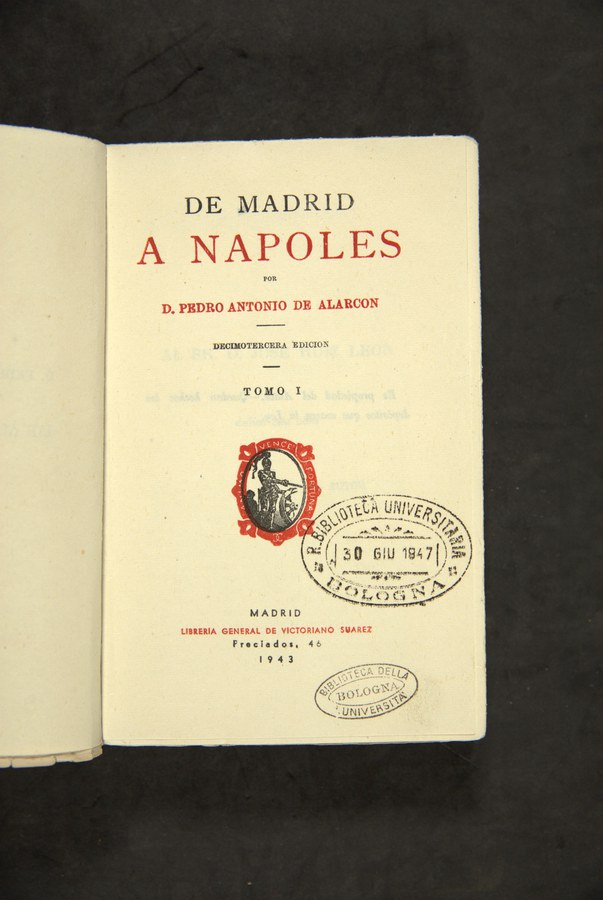 DE MADRID
A NAPOLES
POR
D. PEDRO ANTONIO DE ALARCON
DECIMOTERCERA EDICION
TOMO I
VENCE
FORTUNA
R. BIBLIOTECA UNIVERSITARIA
30 GIU 1947
BOLOGNA
MADRID
LIBRERIA GENERAL DE VICTORIANO SUAREZ
Preciados, 46
1943
BIBLIOTECA DELLA
BOLOGNA
UNIVERSITA'